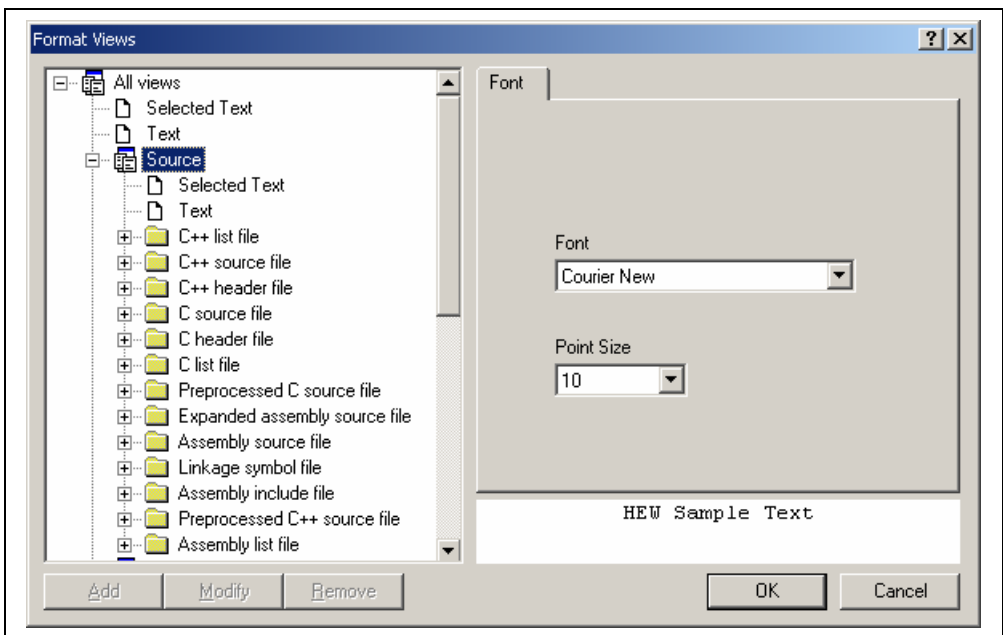 Format Views
All views
Selected Text
Text
Source
Selected Text
Text
C++ list file
C++ source file
C++ header file
C source file
C header file
C list file
Preprocessed C source file
Expanded assembly source file
Assembly source file
Linkage symbol file
Assembly include file
Preprocessed C++ source file
Assembly list file
Font
Font
Courier New
Point Size
10
HEW Sample Text
Add
Modify
Remove
OK
Cancel